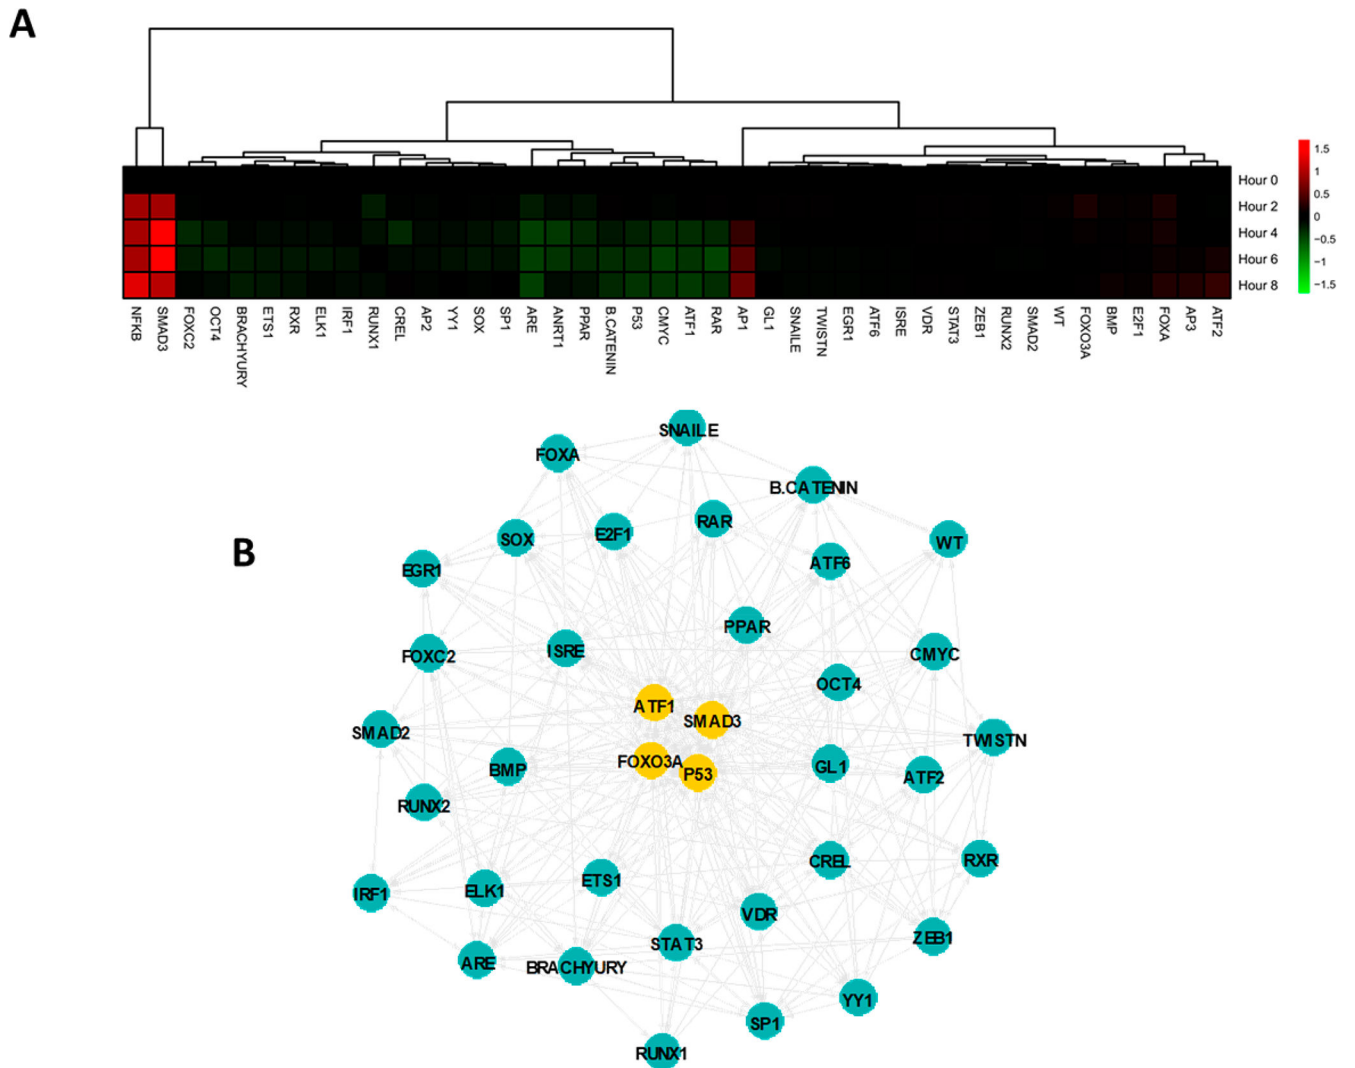 A
1.5
1
0.5
0
−0.5
−1
−1.5
Hour 0
Hour 2
Hour 4
Hour 6
Hour 8
NFKB
SMAD3
FOXC2
OCT4
BRACHYURY
ETS1
RXR
ELK1
IRF1
RUNX1
CREL
AP2
YY1
SOX
SP1
ARE
ANRT1
PPAR
B.CATENIN
P53
CMYC
ATF1
RAR
AP1
GL1
SNAILE
TWISTN
EGR1
ATF6
ISRE
VDR
STAT3
ZEB1
RUNX2
SMAD2
WT
FOXO3A
BMP
E2F1
FOXA
AP3
ATF2
B
SNAILE
FOXA
B.CATENIN
RAR
E2F1
SOX
WT
ATF6
EGR1
PPAR
ISRE
FOXC2
CMYC
OCT4
ATF1
SMAD3
SMAD2
TWISTN
FOXO3A
P53
GL1
BMP
ATF2
RUNX2
CREL
RXR
ETS1
ELK1
IRF1
VDR
ZEB1
STAT3
ARE
BRACHYURY
YY1
SP1
RUNX1